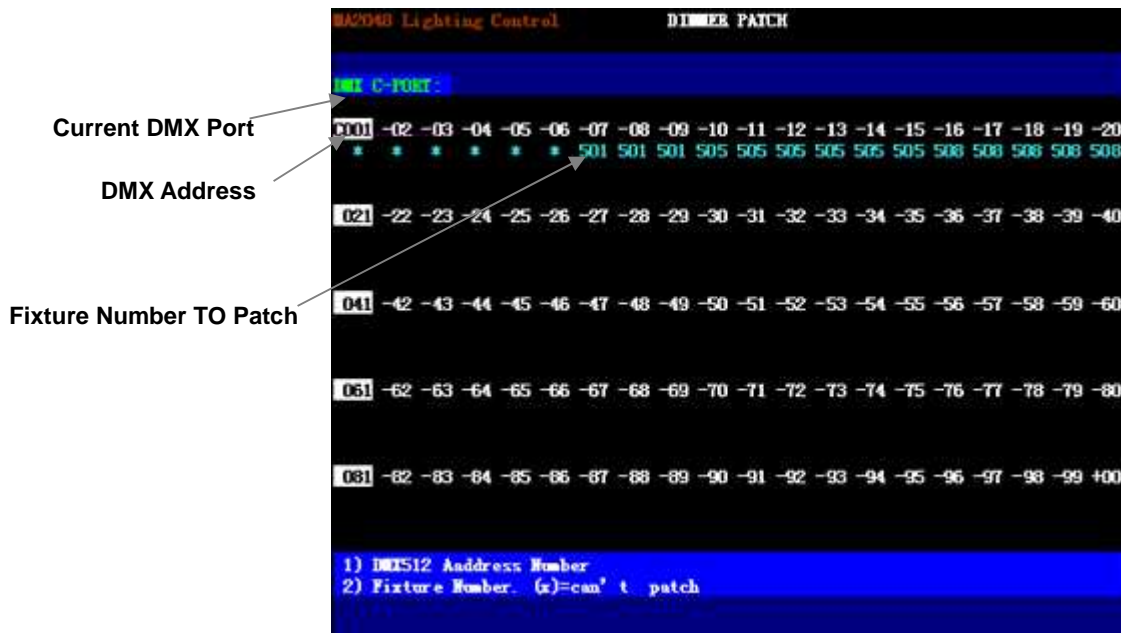 MA2048 Lighting Control DIMMER PATCH
DMX C-PORT:
Current DMX Port
C001 -02 -03 -04 -05 -06 -07 -08 -09 -10 -11 -12 -13 -14 -15 -16 -17 -18 -19 -20
* * * * * * 501 501 501 505 505 505 505 505 505 508 508 508 508 508
DMX Address
021 -22 -23 -24 -25 -26 -27 -28 -29 -30 -31 -32 -33 -34 -35 -36 -37 -38 -39 -40
Fixture Number TO Patch
041 -42 -43 -44 -45 -46 -47 -48 -49 -50 -51 -52 -53 -54 -55 -56 -57 -58 -59 -60
061 -62 -63 -64 -65 -66 -67 -68 -69 -70 -71 -72 -73 -74 -75 -76 -77 -78 -79 -80
081 -82 -83 -84 -85 -86 -87 -88 -89 -90 -91 -92 -93 -94 -95 -96 -97 -98 -99 +00
1) DMX512 Aaddress Number
2) Fixture Number. (x)=can' t patch